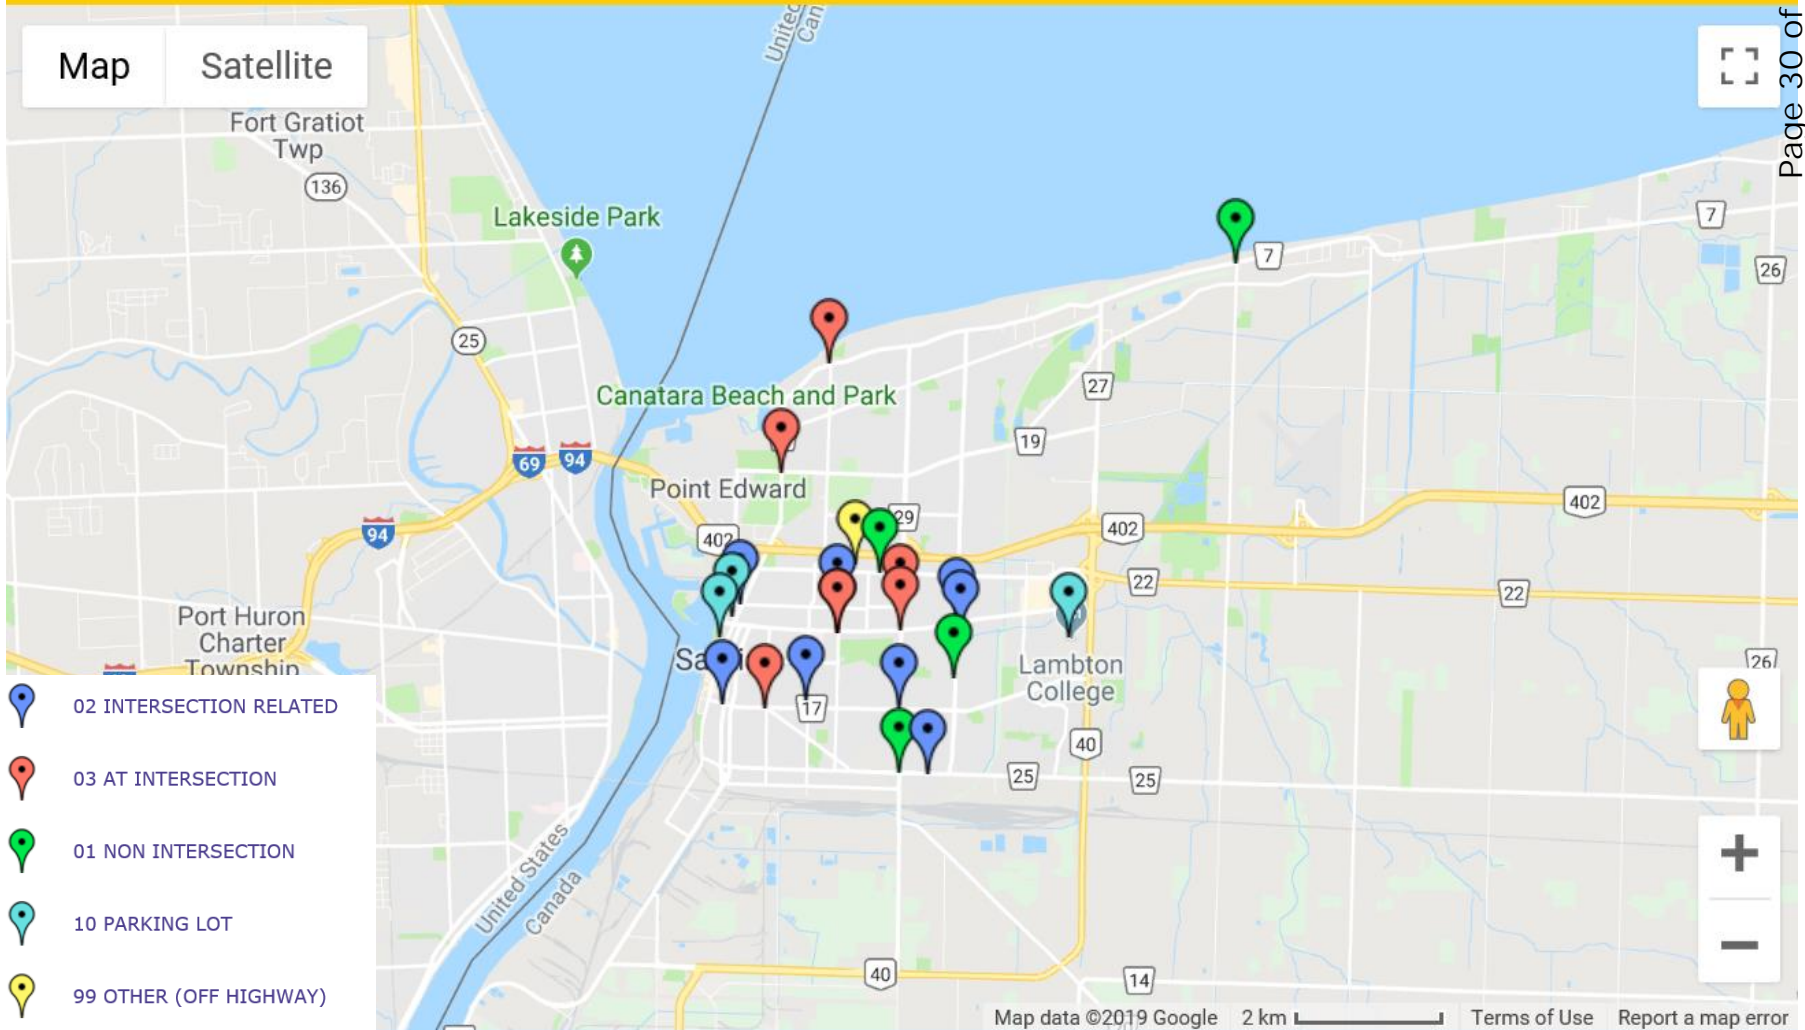 Map
Satellite
Page 30 of
United
Can
Fort Gratiot
Twp
136
Lakeside Park
7
7
26
25
Canatara Beach and Park
27
19
69
94
Point Edward
402
94
29
402
402
22
22
Port Huron
Charter
Township
Lambton
College
26
17
02 INTERSECTION RELATED
40
03 AT INTERSECTION
25
25
01 NON INTERSECTION
United States
Canada
10 PARKING LOT
40
14
99 OTHER (OFF HIGHWAY)
Map data ©2019 Google
2 km
Terms of Use
Report a map error